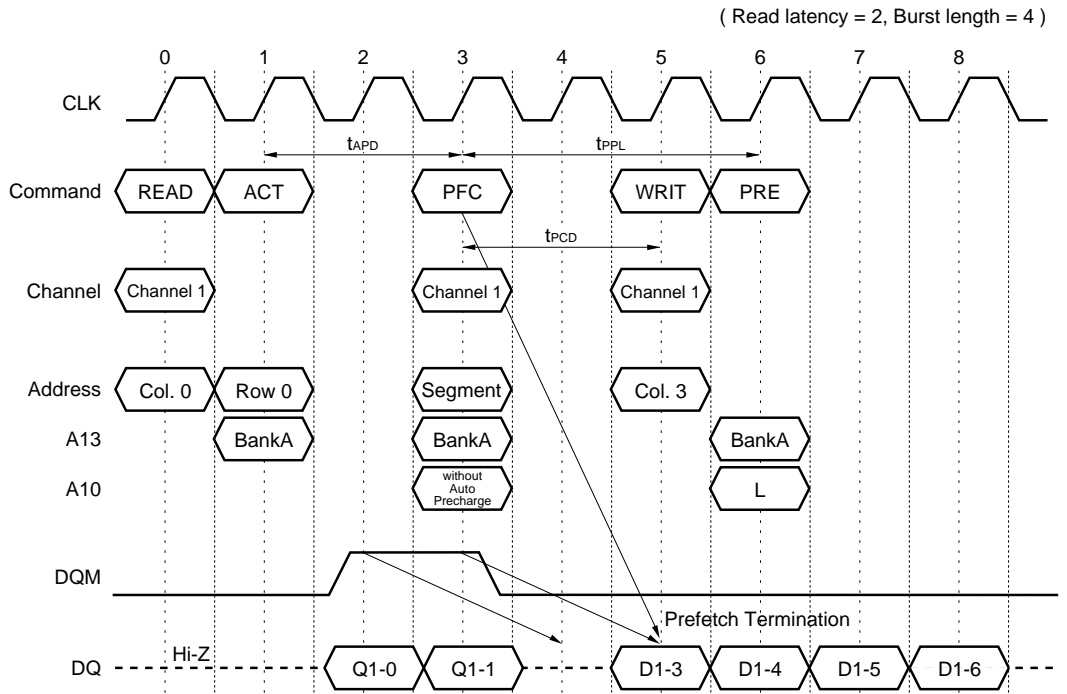 ( Read latency = 2, Burst length = 4 )
0 1 2 3 4 5 6 7 8
CLK
tAPD tPPL
Command READ ACT PFC WRIT PRE
tPCD
Channel Channel 1 Channel 1 Channel 1
Address Col. 0 Row 0 Segment Col. 3
A13 BankA BankA BankA
A10 without Auto Precharge L
DQM
Prefetch Termination
Hi-Z
DQ Q1-0 Q1-1 D1-3 D1-4 D1-5 D1-6